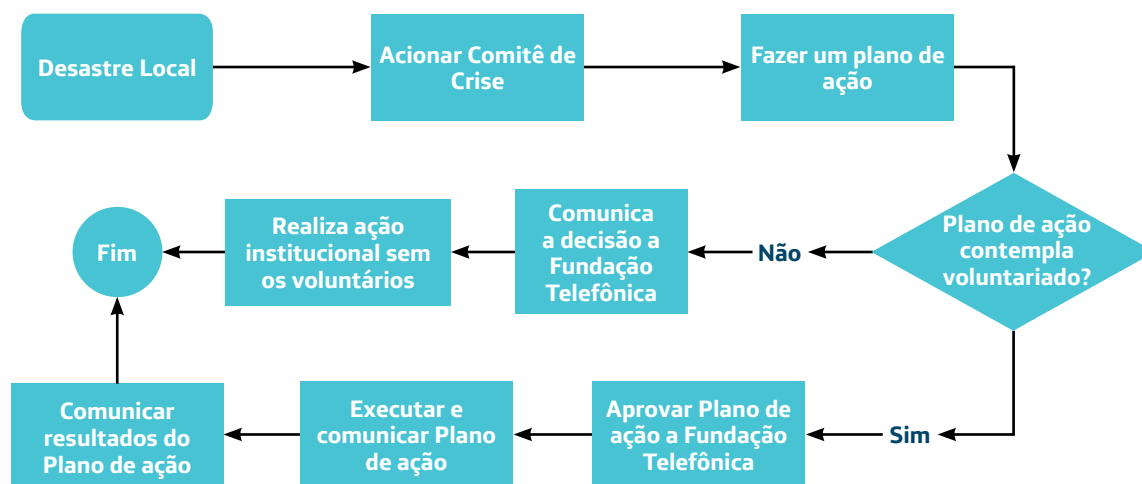 Desastre Local
Acionar Comitê de
Crise
Fazer um plano de
ação
Plano de ação
contempla
voluntariado?
Não
Comunica
a decisão a
Fundação
Telefônica
Realiza ação
institucional sem
os voluntários
Fim
Sim
Aprovar Plano de
ação a Fundação
Telefônica
Executar e
comunicar Plano
de ação
Comunicar
resultados do
Plano de ação